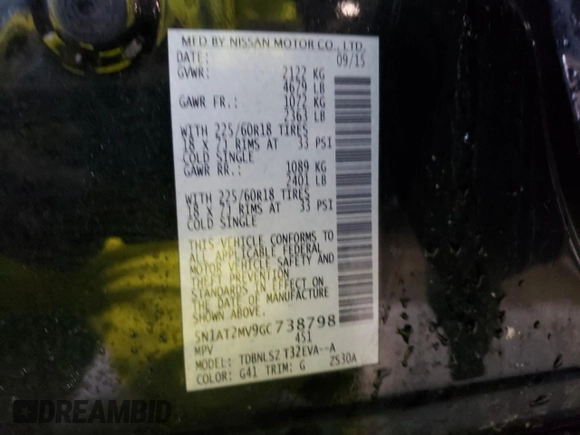 MFD BY NISSAN MOTOR CO., LTD.
DATE: 09/15
GVWR: 2122 KG
4679 LB
GAWR FR.: 1072 KG
2363 LB
WITH 225/60R18 TIRES
18 X 7J RIMS AT 33 PSI
COLD SINGLE
GAWR RR.: 1089 KG
2401 LB
WITH 225/60R18 TIRES
18 X 7J RIMS AT 33 PSI
COLD SINGLE
THIS VEHICLE CONFORMS TO
ALL APPLICABLE FEDERAL
MOTOR VEHICLE SAFETY AND
THEFT PREVENTION
STANDARDS IN EFFECT ON
THE DATE OF MANUFACTURE
SHOWN ABOVE.
5N1AT2MV9GC738798
451
MPV
MODEL: TDBNLSZ T32EVA--A
COLOR: G41 TRIM: G 2S30A
DREAMBID